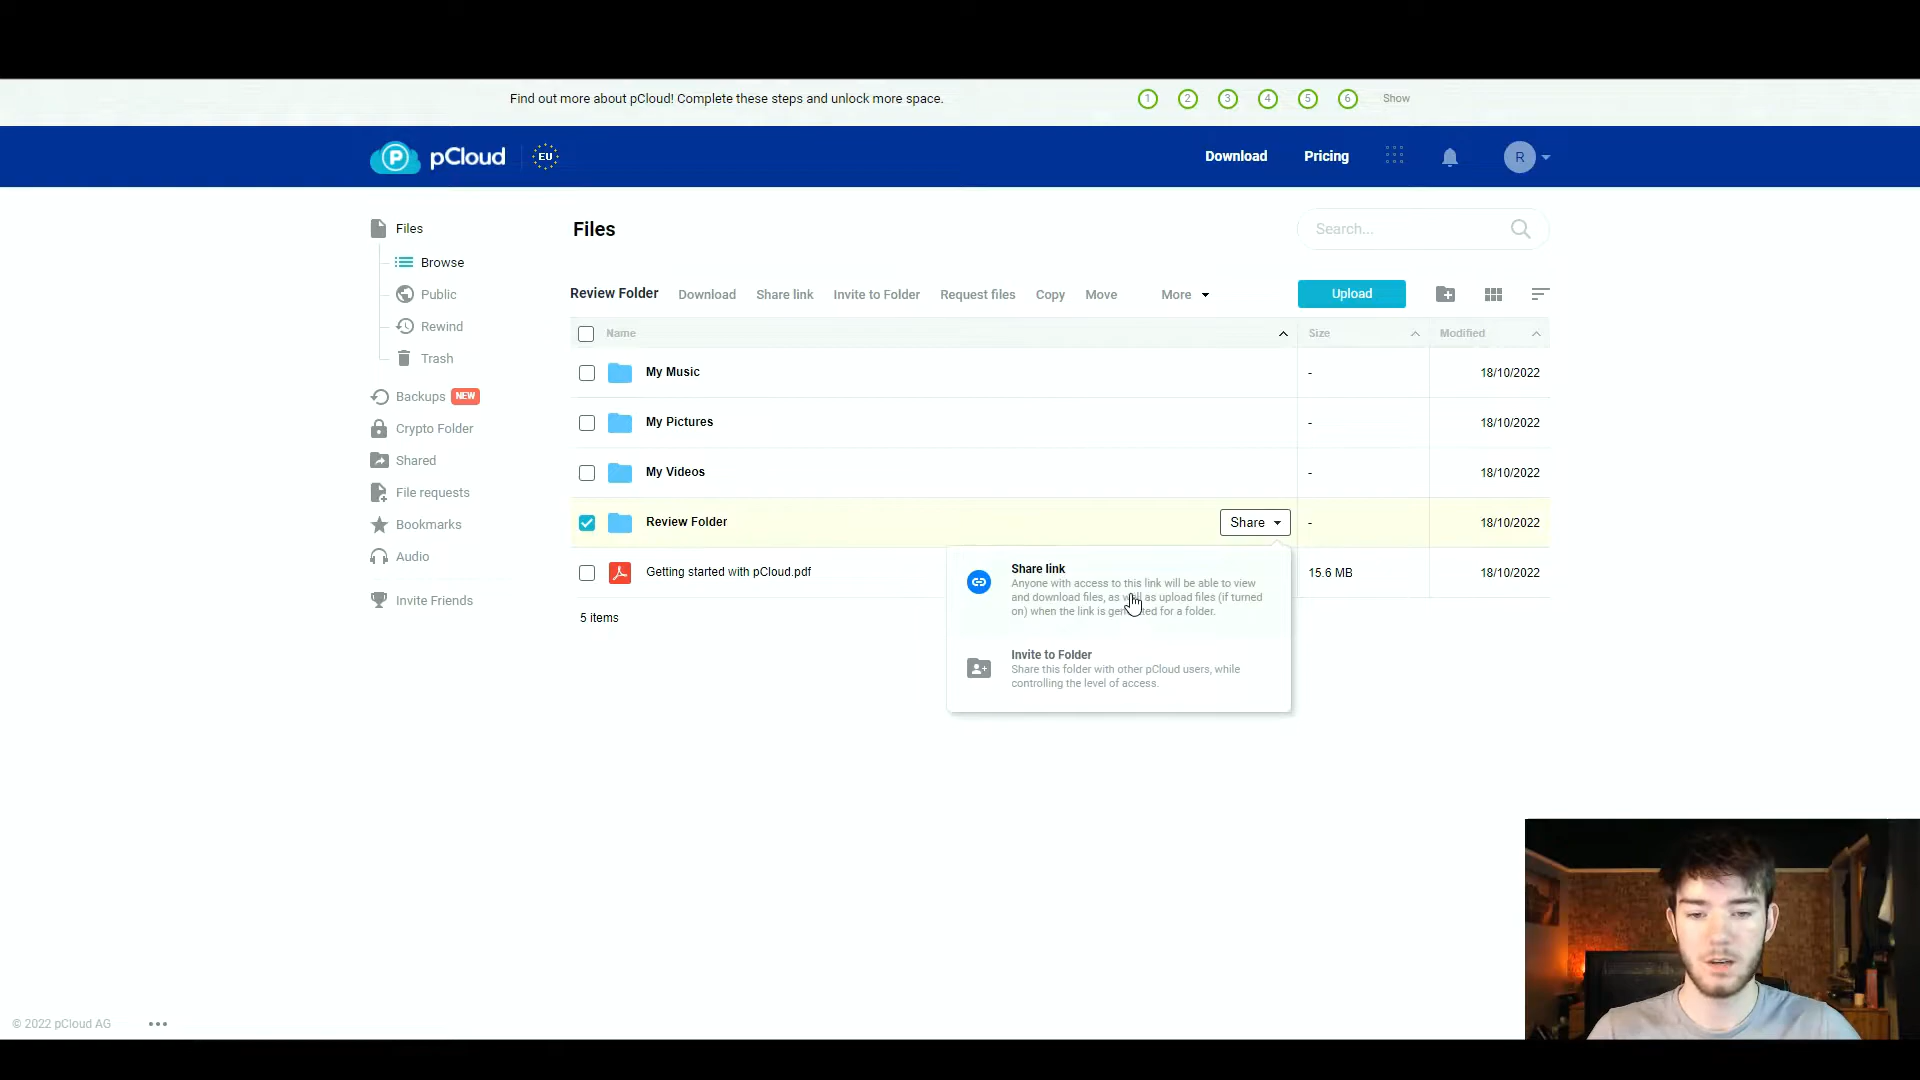 Find out more about pCloud! Complete these steps and unlock more space.
1 2 3 4 5 6 Show
P pCloud EU
Download Pricing R
Files
Browse
Public
Rewind
Trash
Backups NEW
Crypto Folder
Shared
File requests
Bookmarks
Audio
Invite Friends
Files
Search...
Review Folder Download Share link Invite to Folder Request files Copy Move More Upload
Name Size Modified
My Music - 18/10/2022
My Pictures - 18/10/2022
My Videos - 18/10/2022
Review Folder Share - 18/10/2022
Getting started with pCloud.pdf 15.6 MB 18/10/2022
5 items
Share link
Anyone with access to this link will be able to view
and download files, as well as upload files (if turned
on) when the link is generated for a folder.
Invite to Folder
Share this folder with other pCloud users, while
controlling the level of access.
© 2022 pCloud AG